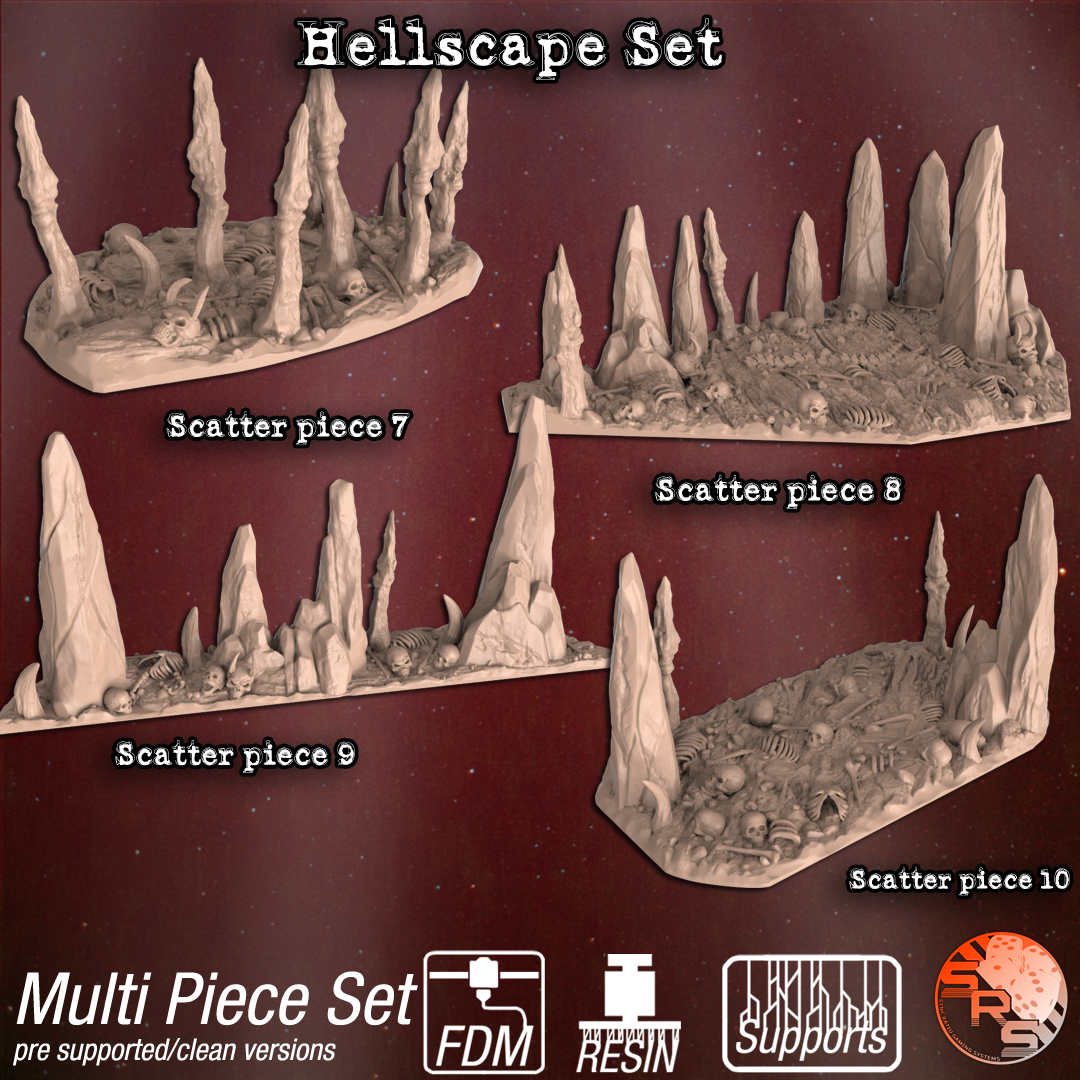 Hellscape Set
Scatter piece 7
Scatter piece 8
Scatter piece 9
Scatter piece 10
Multi Piece Set
pre supported/clean versions
FDM
RESIN
Supports
SRS